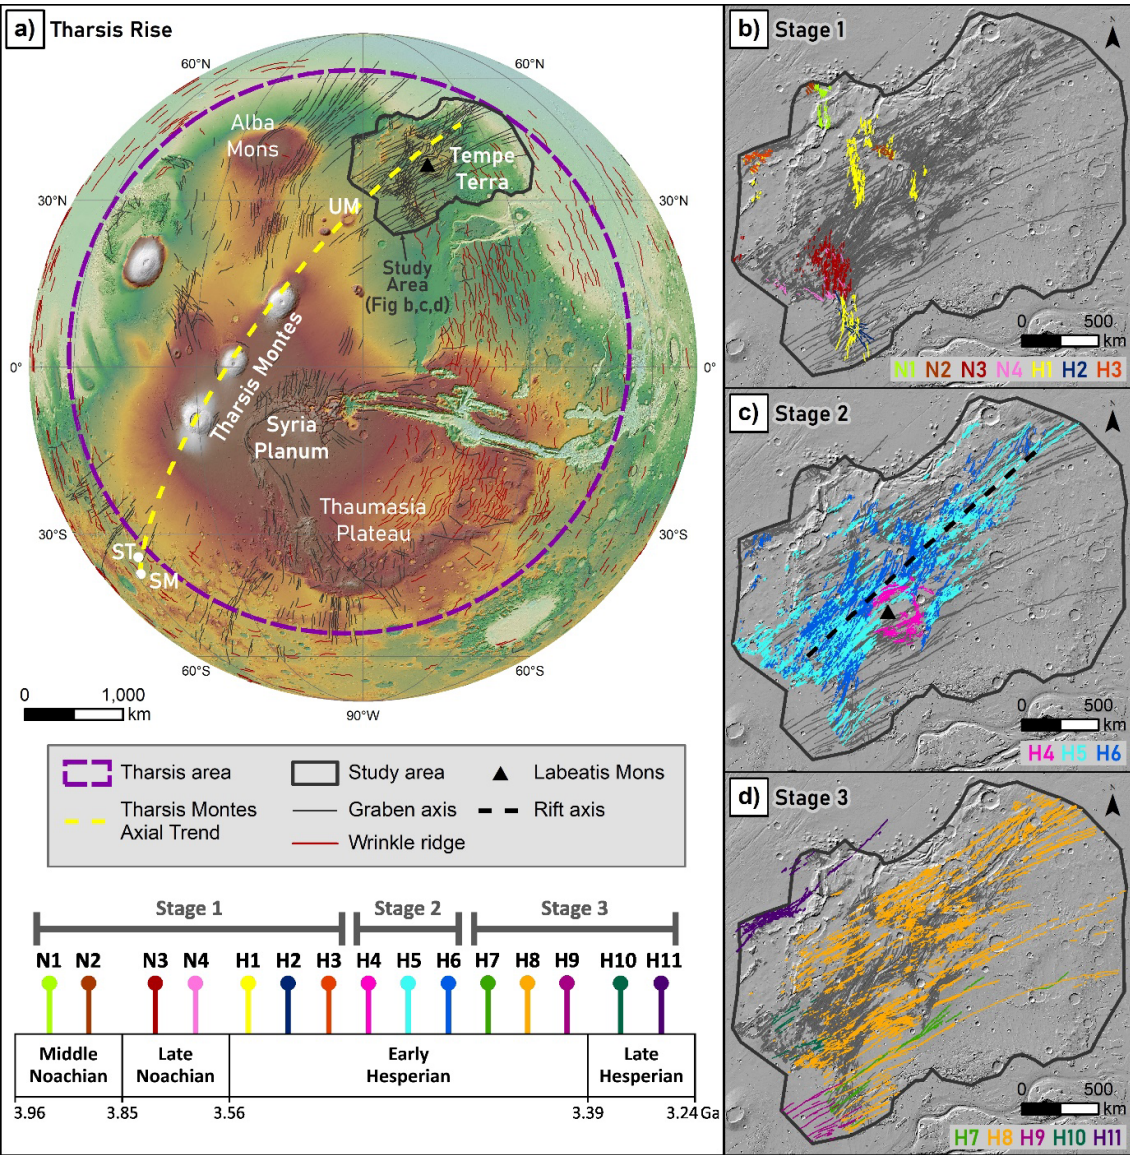 a) Tharsis Rise
60°N
60°N
Alba
Mons
Tempe
Terra
30°N
UM
30°N
Study
Area
(Fig b,c,d)
Tharsis Montes
0°
0°
Syria
Planum
Thaumasia
Plateau
30°S
30°S
ST
SM
60°S
60°S
90°W
0 1,000
km
Tharsis area
Study area
Labeatis Mons
Tharsis Montes
Axial Trend
Graben axis
Rift axis
Wrinkle ridge
Stage 1 Stage 2 Stage 3
N1 N2 N3 N4 H1 H2 H3 H4 H5 H6 H7 H8 H9 H10 H11
Middle
Noachian
Late
Noachian
Early
Hesperian
Late
Hesperian
3.96 3.85 3.56 3.39 3.24 Ga
b) Stage 1
N
0 500
km
N1 N2 N3 N4 H1 H2 H3
c) Stage 2
N
0 500
km
H4 H5 H6
d) Stage 3
N
0 500
km
H7 H8 H9 H10 H11